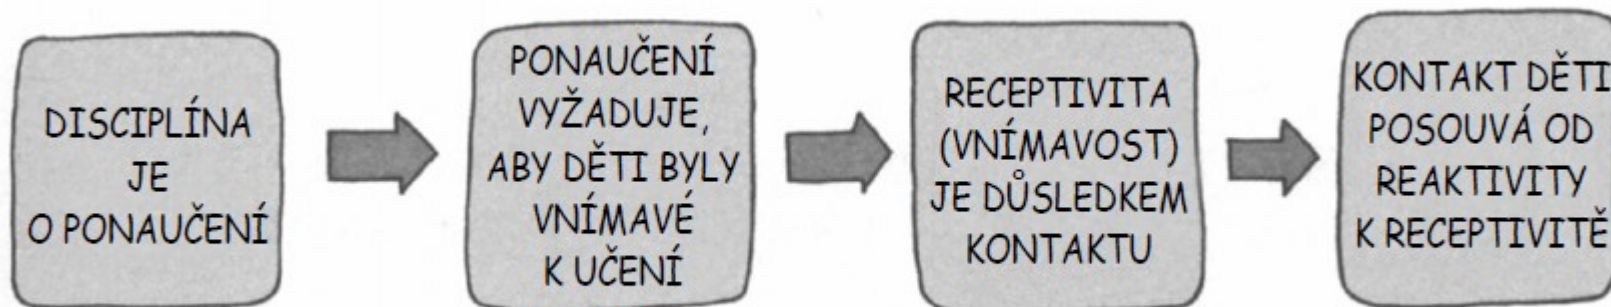 DISCIPLÍNA
JE
O PONAUČENÍ
PONAUČENÍ
VYŽADUJE,
ABY DĚTI BYLY
VNÍMAVÉ
K UČENÍ
RECEPTIVITA
(VNÍMAVOST)
JE DŮSLEDKEM
KONTAKTU
KONTAKT DĚTI
POSOUVÁ OD
REAKTIVITY
K RECEPTIVITĚ